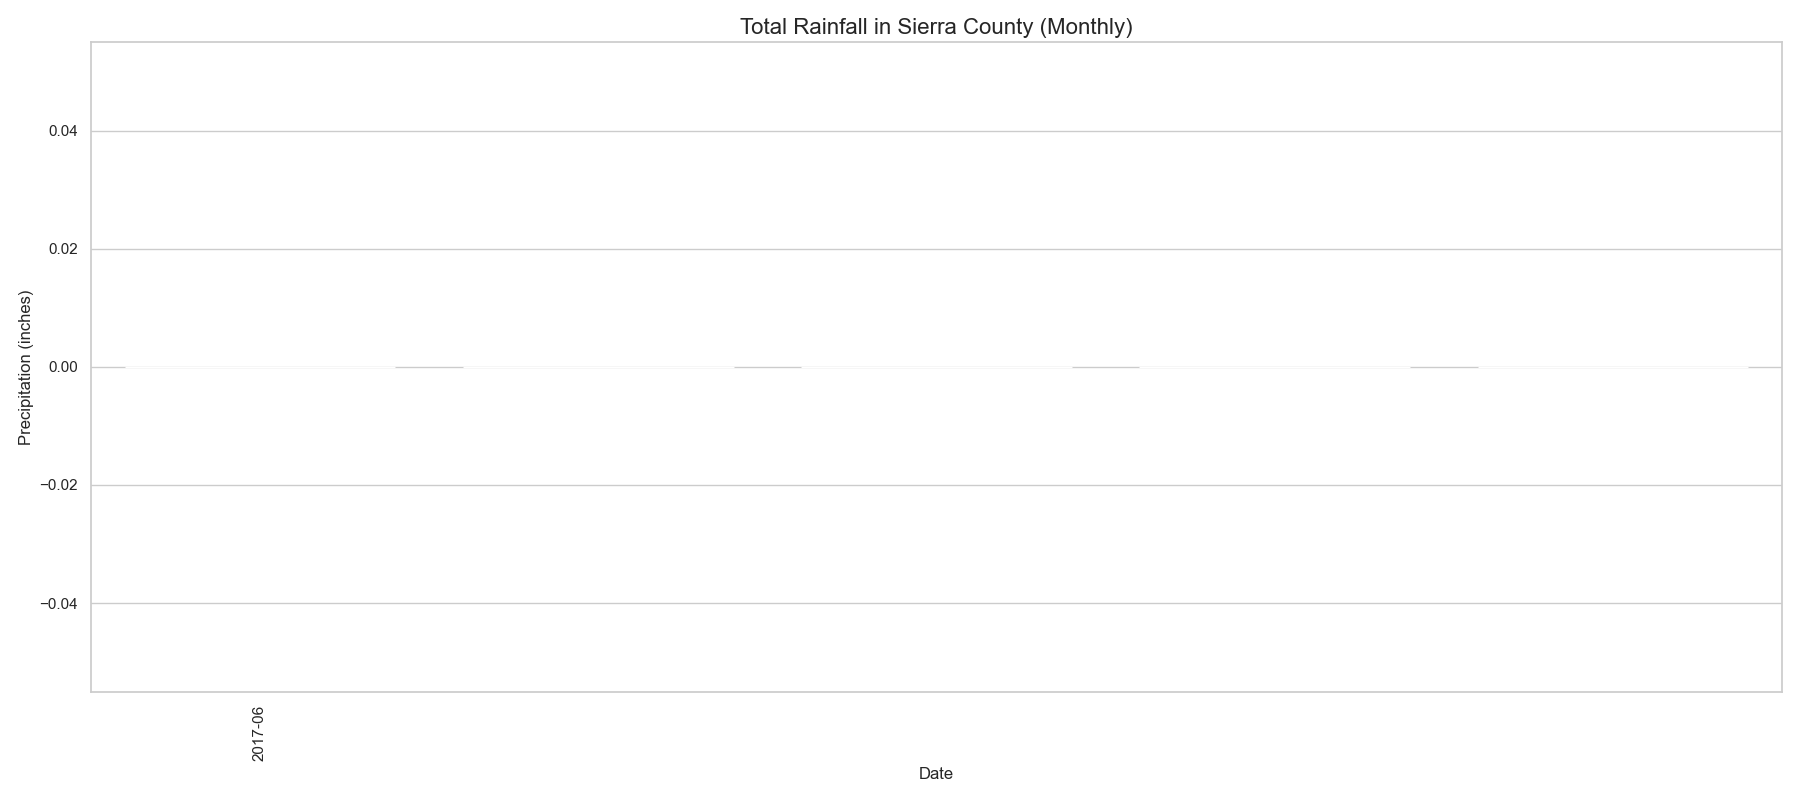 Total Rainfall in Sierra County (Monthly)
0.04
0.02
0.00
−0.02
−0.04
Precipitation (inches)
2017-06
Date